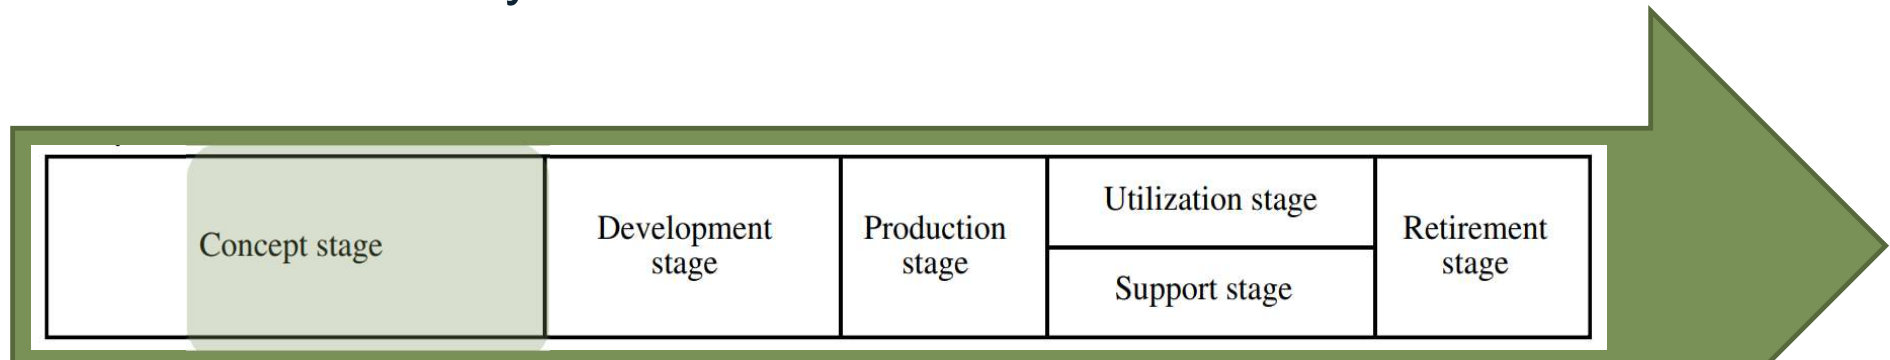 Concept stage
Development
stage
Production
stage
Utilization stage
Support stage
Retirement
stage